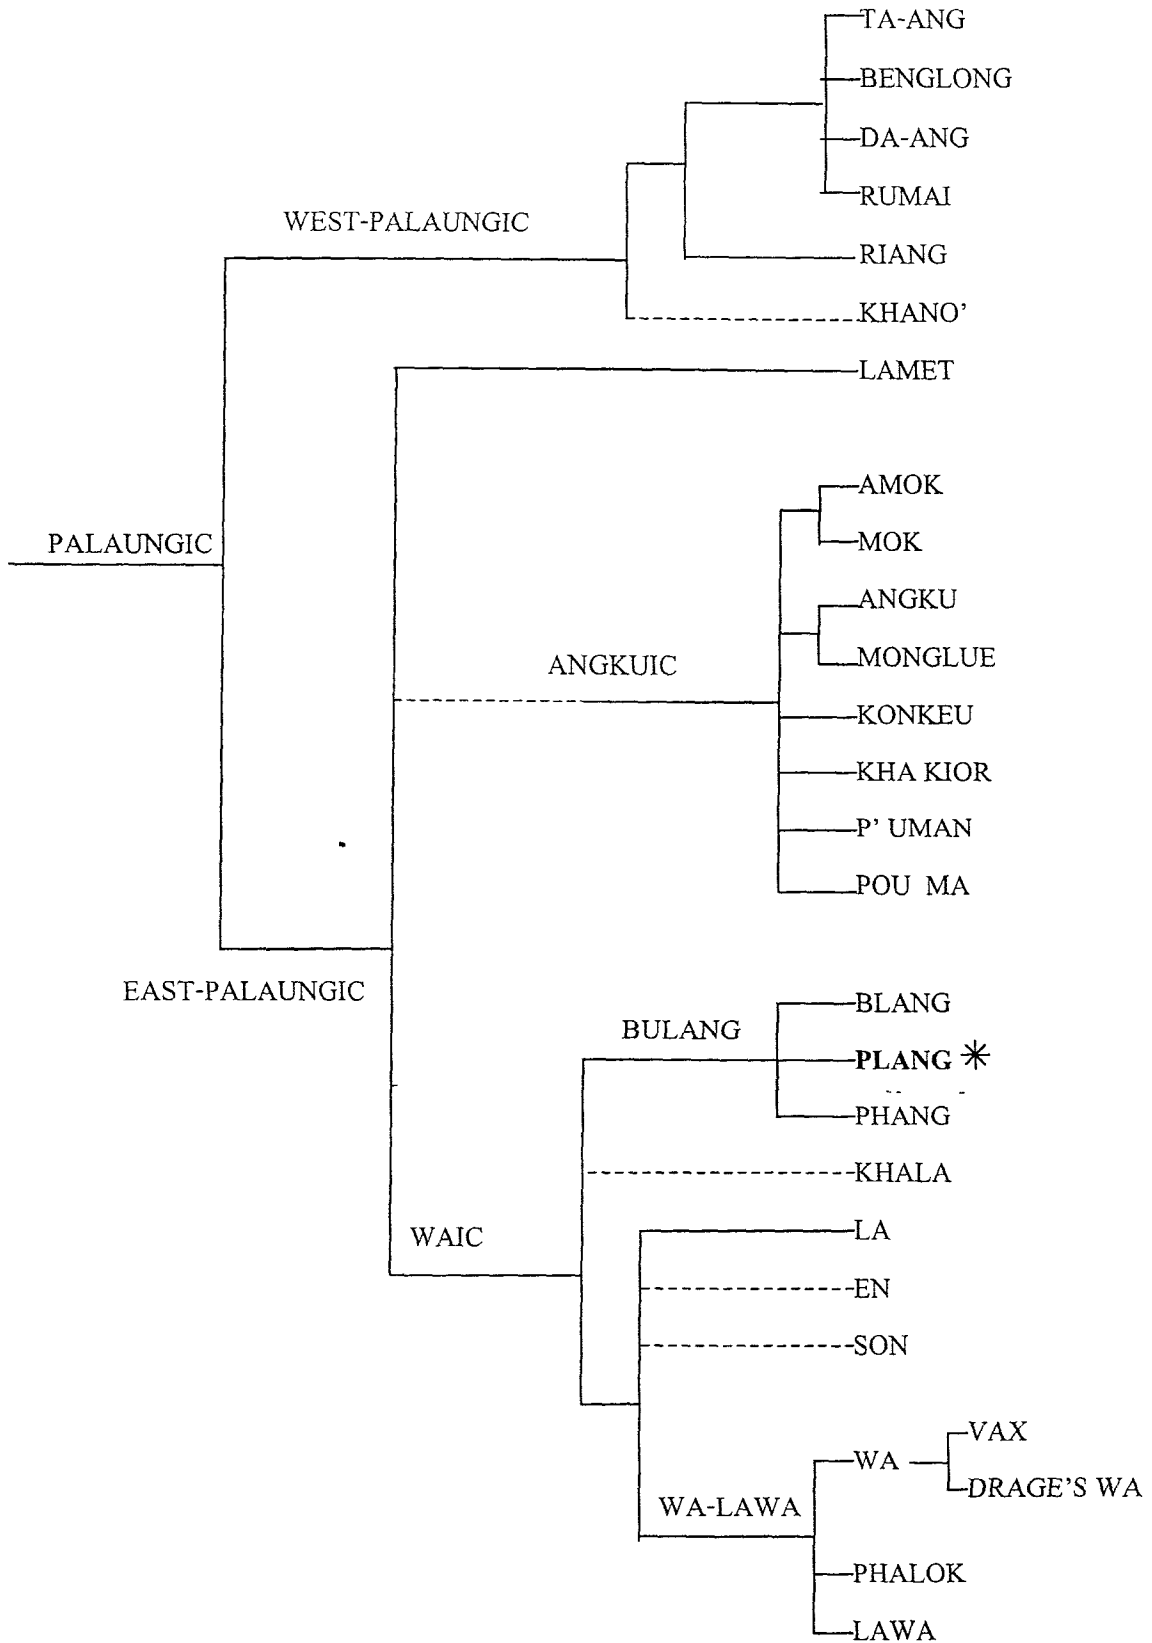 TA-ANG
BENGLONG
DA-ANG
RUMAI
WEST-PALAUNGIC
RIANG
KHANO’
LAMET
AMOK
MOK
PALAUNGIC
ANGKU
MONGLUE
ANGKUIC
KONKEU
KHA KIOR
P’ UMAN
POU MA
EAST-PALAUNGIC
BLANG
BULANG
PLANG *
PHANG
KHALA
LA
WAIC
EN
SON
VAX
WA
DRAGE’S WA
WA-LAWA
PHALOK
LAWA